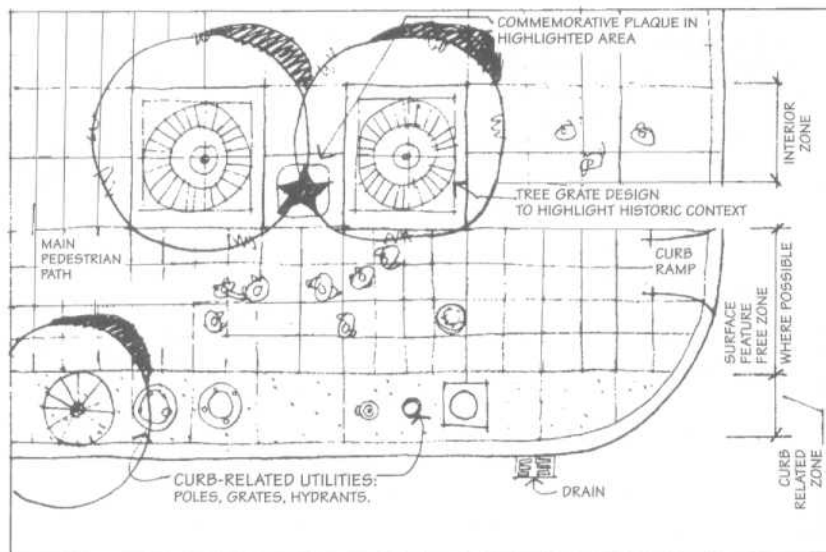 COMMEMORATIVE PLAQUE IN
HIGHLIGHTED AREA
INTERIOR
ZONE
TREE GRATE DESIGN
TO HIGHLIGHT HISTORIC CONTEXT
MAIN
PEDESTRIAN
PATH
CURB
RAMP
SURFACE
FEATURE
FREE ZONE
WHERE POSSIBLE
CURB-RELATED UTILITIES:
POLES, GRATES, HYDRANTS.
DRAIN
CURB
RELATED
ZONE